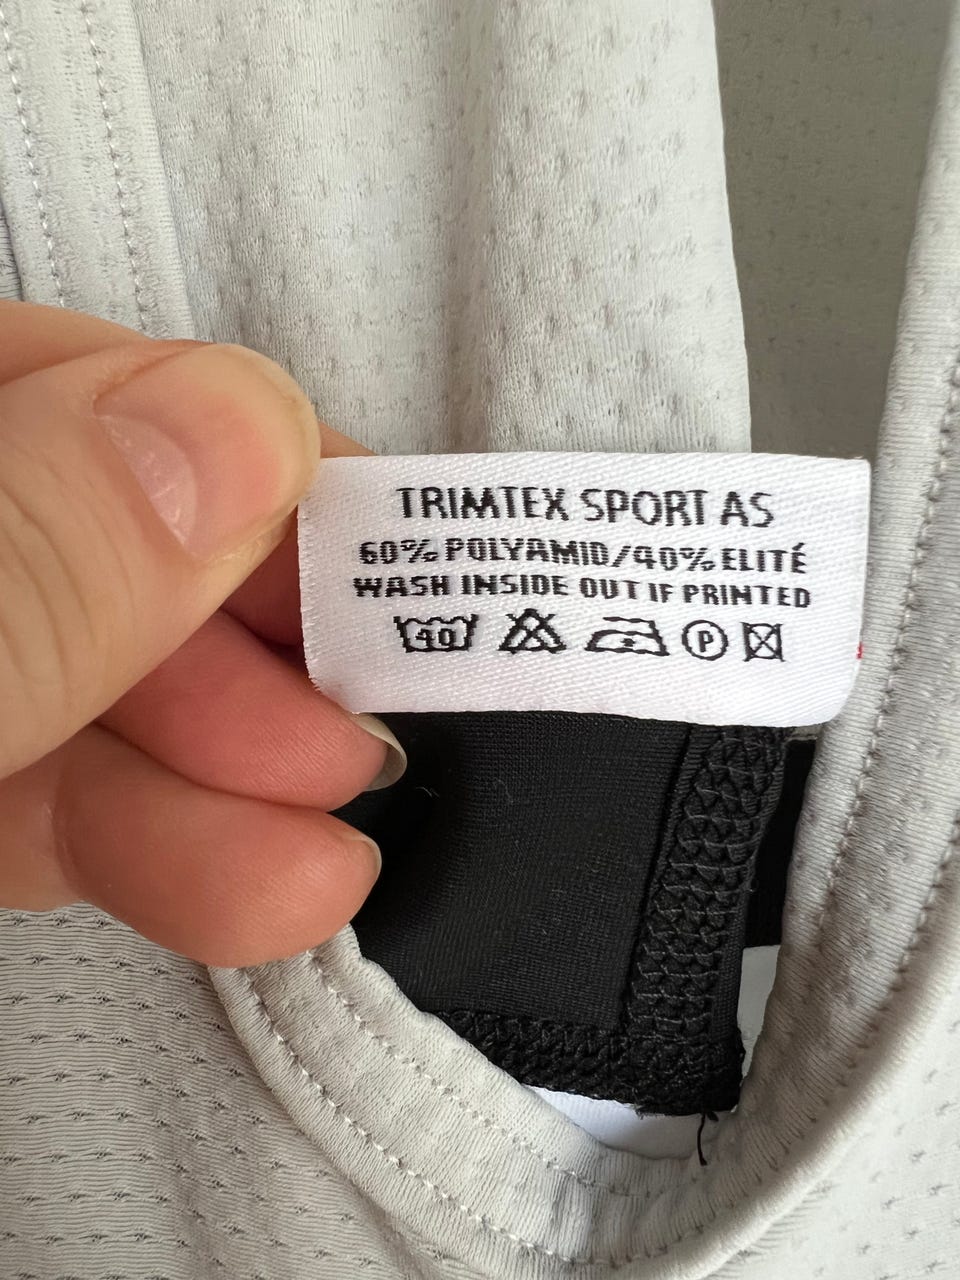 TRIMTEX SPORT AS
60% POLYAMID/40% ELITÉ
WASH INSIDE OUT IF PRINTED
40 P